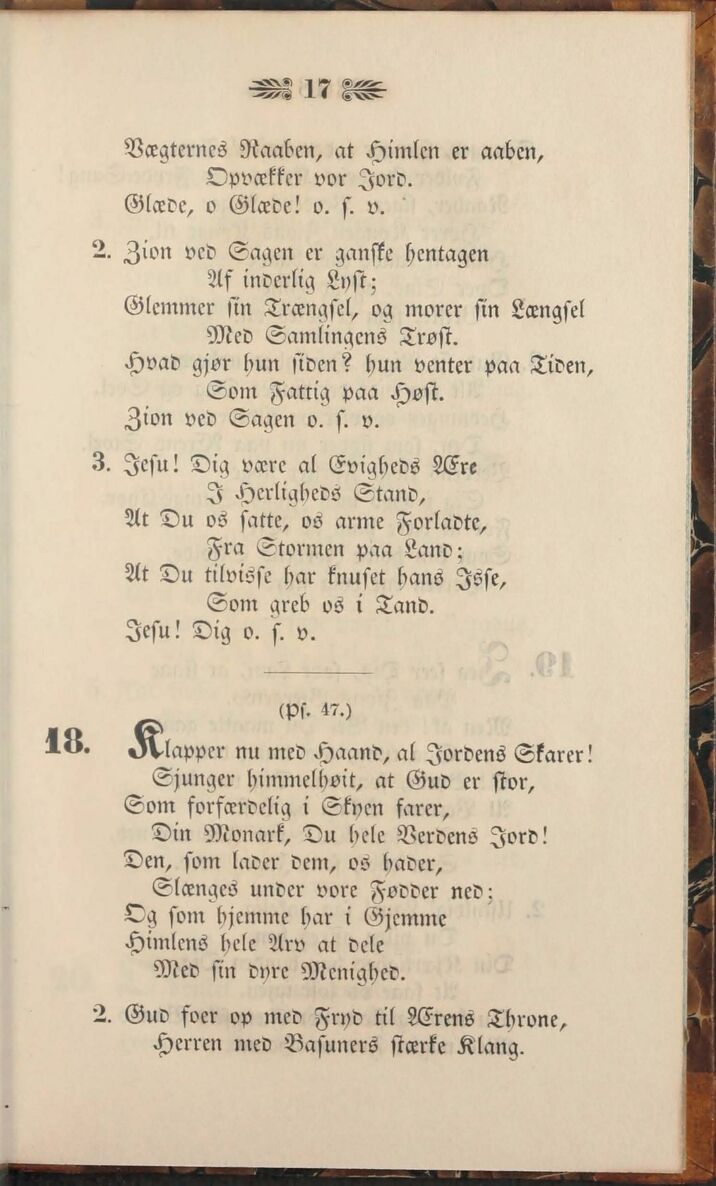 17
Vægternes Raaben, at Himlen er aaben,
Opvækker vor Jord.
Glæde, o Glæde! o. s. v.
2. Zion ved Sagen er ganske hentagen
Af inderlig Lyst;
Glemmer sin Trængsel, og morer sin Længsel
Med Samlingens Trøst.
Hvad gjør hun siden? hun venter paa Tiden,
Som Fattig paa Høst.
Zion ved Sagen o. s. v.
3. Jesu! Dig være al Evigheds Ære
I Herligheds Stand,
At Du os satte, os arme Forladte,
Fra Stormen paa Land;
At Du tilvisse har knuset hans Isse,
Som greb os i Tand.
Jesu! Dig o. s. v.
(Ps. 47.)
18. Klapper nu med Haand, al Jordens Skarer!
Sjunger himmelhøit, at Gud er stor,
Som forfærdelig i Skyen farer,
Din Monark, Du hele Verdens Jord!
Den, som lader dem, os hader,
Slænges under vore Fødder ned;
Og som hjemme har i Gjemme
Himlens hele Arv at dele
Med sin dyre Menighed.
2. Gud foer op med Fryd til Ærens Throne,
Herren med Basuners stærke Klang.